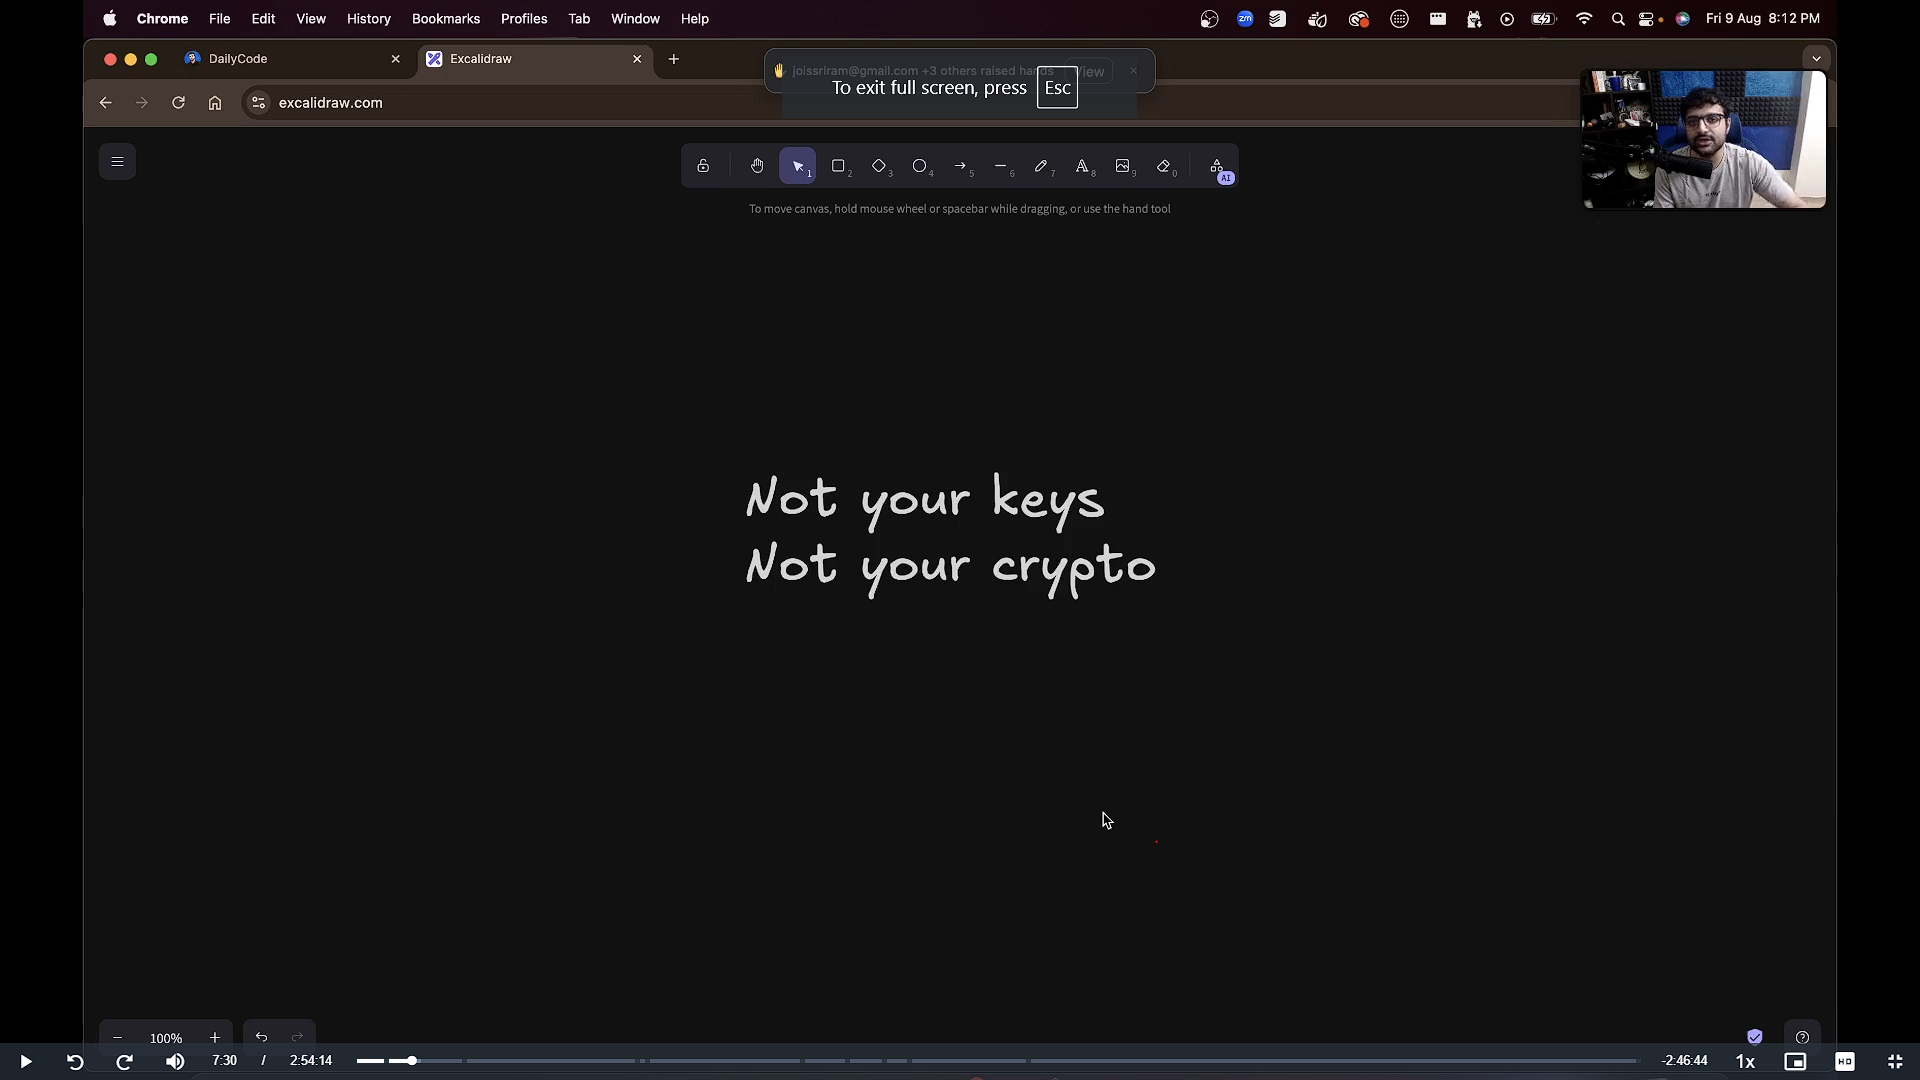 Chrome File Edit View History Bookmarks Profiles Tab Window Help
zm
Fri 9 Aug 8:12 PM
DailyCode
Excalidraw
joissriram@gmail.com +3 others raised hands View
To exit full screen, press Esc
excalidraw.com
1 2 3 4 5 6 7 A 8 9 0 AI
To move canvas, hold mouse wheel or spacebar while dragging, or use the hand tool
Not your keys
Not your crypto
100%
7:30 / 2:54:14
-2:46:44 1x HD